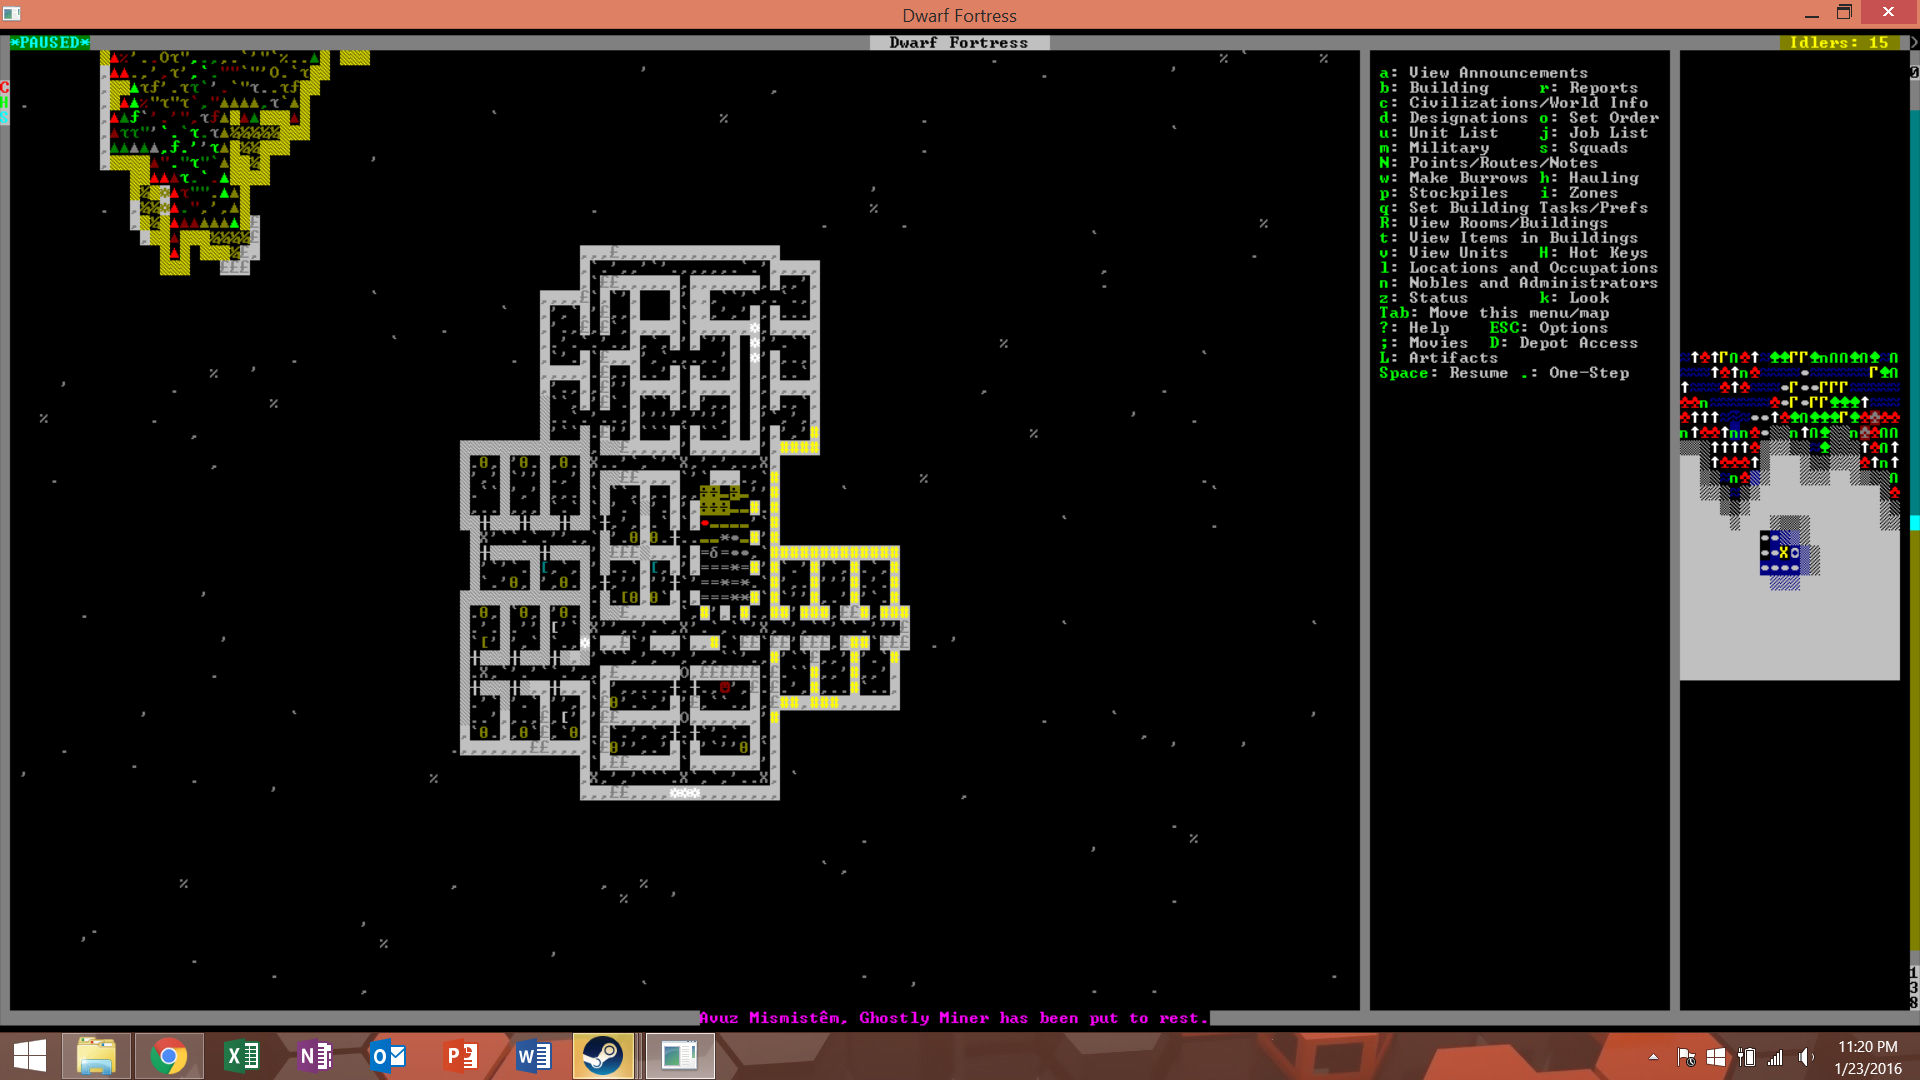 Dwarf Fortress
*PAUSED*
Dwarf Fortress
Idlers: 15
a: View Announcements
b: Building r: Reports
c: Civilizations/World Info
d: Designations o: Set Order
u: Unit List j: Job List
m: Military s: Squads
N: Points/Routes/Notes
w: Make Burrows h: Hauling
p: Stockpiles i: Zones
q: Set Building Tasks/Prefs
R: View Rooms/Buildings
t: View Items in Buildings
v: View Units H: Hot Keys
l: Locations and Occupations
n: Nobles and Administrators
z: Status k: Look
Tab: Move this menu/map
?: Help ESC: Options
;: Movies D: Depot Access
L: Artifacts
Space: Resume .: One-Step
C
H
S
0
1
3
8
Avuz Mismistêm, Ghostly Miner has been put to rest.
11:20 PM
1/23/2016